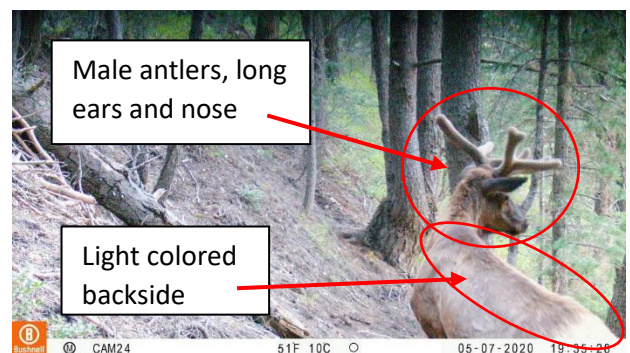 Male antlers, long
ears and nose
Light colored
backside
Bushnell M CAM24 51F 10C 05-07-2020 19:35:28